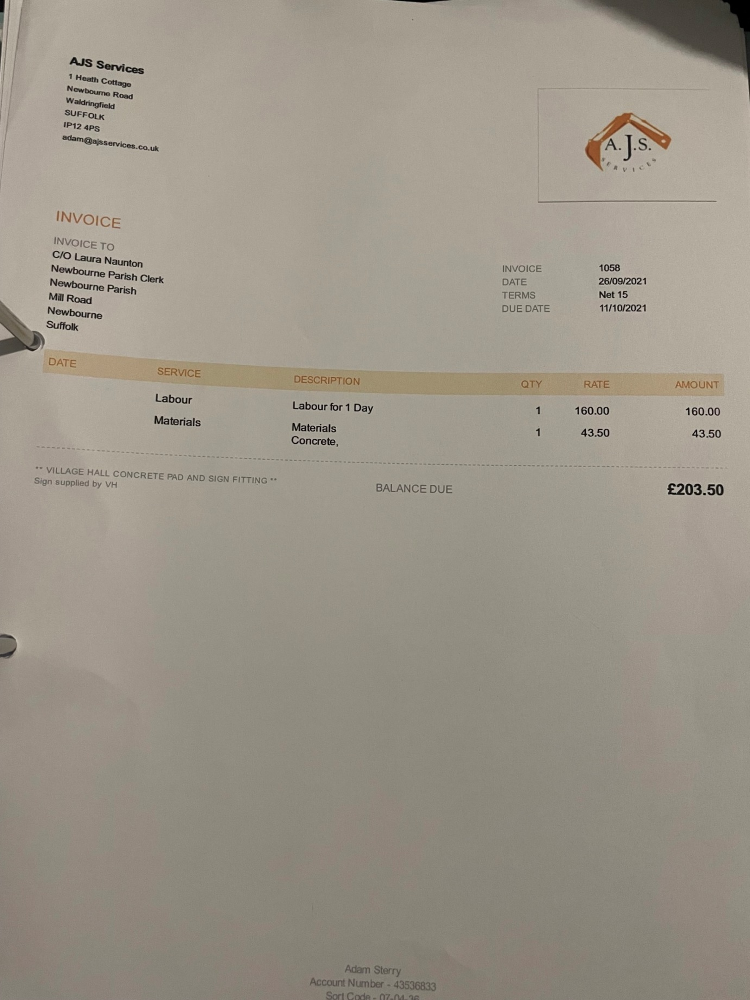 AJS Services
1 Heath Cottage
Newbourne Road
Waldringfield
SUFFOLK
IP12 4PS
adam@ajsservices.co.uk
A.J.S.
SERVICES
INVOICE
INVOICE TO
C/O Laura Naunton
Newbourne Parish Clerk
Newbourne Parish
Mill Road
Newbourne
Suffolk
INVOICE 1058
DATE 26/09/2021
TERMS Net 15
DUE DATE 11/10/2021
DATE SERVICE DESCRIPTION QTY RATE AMOUNT
Labour Labour for 1 Day 1 160.00 160.00
Materials Materials 1 43.50 43.50
Concrete,
** VILLAGE HALL CONCRETE PAD AND SIGN FITTING **
Sign supplied by VH
BALANCE DUE £203.50
Adam Sterry
Account Number - 43536833
Sort Code - 07-04-36